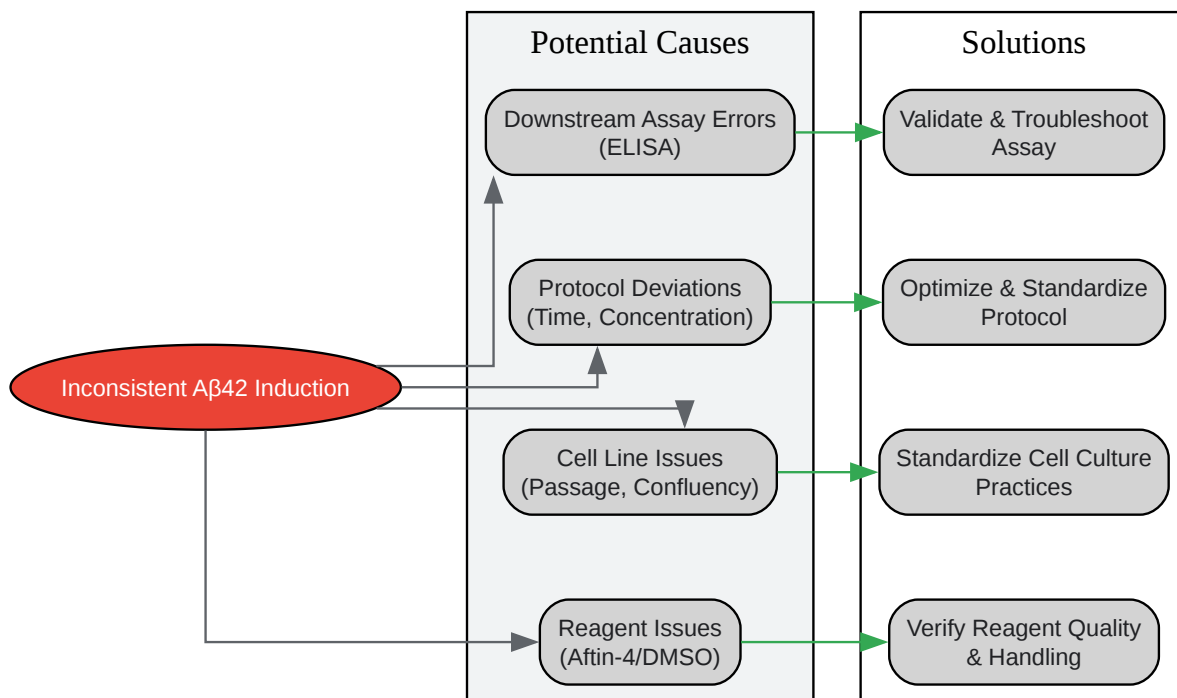 Potential Causes
Solutions
Downstream Assay Errors
(ELISA)
Validate & Troubleshoot
Assay
Protocol Deviations
(Time, Concentration)
Optimize & Standardize
Protocol
Inconsistent Aβ42 Induction
Cell Line Issues
(Passage, Confluency)
Standardize Cell Culture
Practices
Reagent Issues
(Aftin-4/DMSO)
Verify Reagent Quality
& Handling